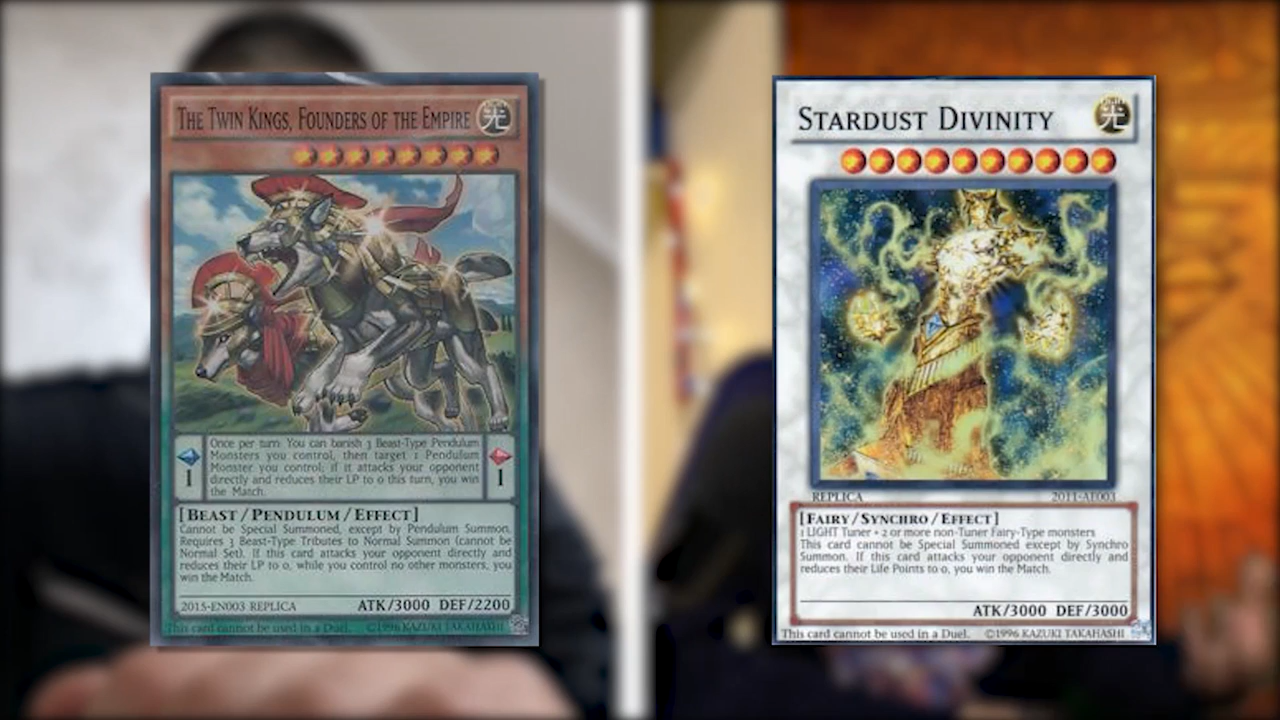 THE TWIN KINGS, FOUNDERS OF THE EMPIRE
光
Once per turn: You can banish 3 Beast-Type Pendulum
Monsters you control, then target 1 Pendulum
Monster you control; if it attacks your opponent
directly and reduces their LP to 0 this turn, you win
the Match.
1
1
[BEAST/PENDULUM/EFFECT]
Cannot be Special Summoned, except by Pendulum Summon.
Requires 3 Beast-Type Tributes to Normal Summon (cannot be
Normal Set). If this card attacks your opponent directly and
reduces their LP to 0, while you control no other monsters, you
win the Match.
2015-EN003 REPLICA
ATK/3000 DEF/2200
This card cannot be used in a Duel. ©1996 KAZUKI TAKAHASHI
STARDUST DIVINITY
光
REPLICA
2011-AE003
[FAIRY/SYNCHRO/EFFECT]
1 LIGHT Tuner + 2 or more non-Tuner Fairy-Type monsters
This card cannot be Special Summoned except by Synchro
Summon. If this card attacks your opponent directly and
reduces their Life Points to 0, you win the Match.
ATK/3000 DEF/3000
This card cannot be used in a Duel. ©1996 KAZUKI TAKAHASHI